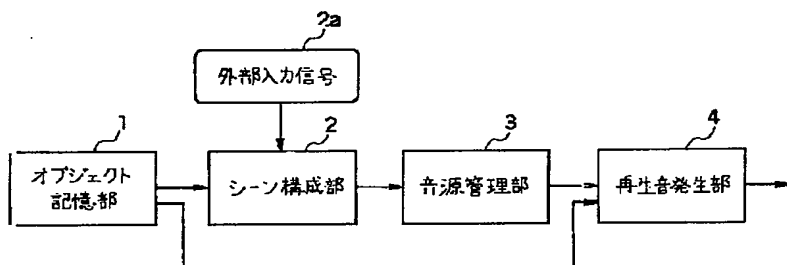 2a
外部入力信号
1
2
3
4
オブジェクト
記憶部
シーン構成部
音源管理部
再生音発生部